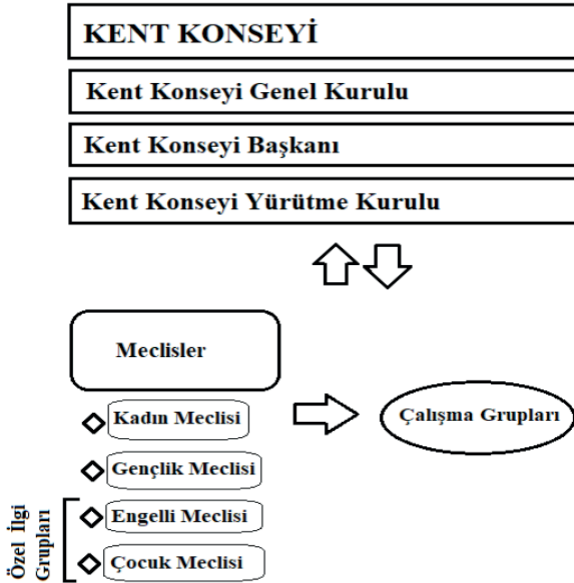 KENT KONSEYİ
Kent Konseyi Genel Kurulu
Kent Konseyi Başkanı
Kent Konseyi Yürütme Kurulu
Meclisler
Kadın Meclisi
Çalışma Grupları
Gençlik Meclisi
Özel İlgi
Grupları
Engelli Meclisi
Çocuk Meclisi